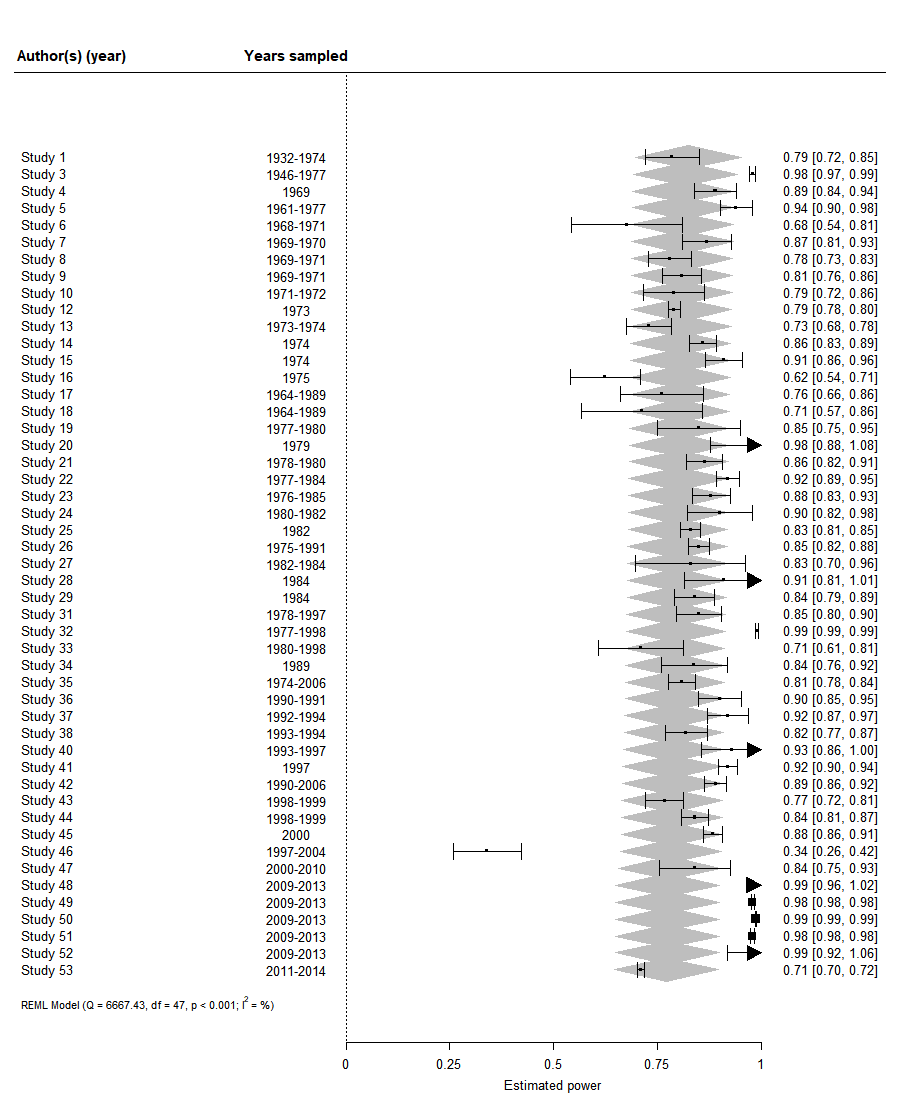 Author(s) (year) Years sampled
Study 1 1932-1974 0.79 [0.72, 0.85]
Study 3 1946-1977 0.98 [0.97, 0.99]
Study 4 1969 0.89 [0.84, 0.94]
Study 5 1961-1977 0.94 [0.90, 0.98]
Study 6 1968-1971 0.68 [0.54, 0.81]
Study 7 1969-1970 0.87 [0.81, 0.93]
Study 8 1969-1971 0.78 [0.73, 0.83]
Study 9 1969-1971 0.81 [0.76, 0.86]
Study 10 1971-1972 0.79 [0.72, 0.86]
Study 12 1973 0.79 [0.78, 0.80]
Study 13 1973-1974 0.73 [0.68, 0.78]
Study 14 1974 0.86 [0.83, 0.89]
Study 15 1974 0.91 [0.86, 0.96]
Study 16 1975 0.62 [0.54, 0.71]
Study 17 1964-1989 0.76 [0.66, 0.86]
Study 18 1964-1989 0.71 [0.57, 0.86]
Study 19 1977-1980 0.85 [0.75, 0.95]
Study 20 1979 0.98 [0.88, 1.08]
Study 21 1978-1980 0.86 [0.82, 0.91]
Study 22 1977-1984 0.92 [0.89, 0.95]
Study 23 1976-1985 0.88 [0.83, 0.93]
Study 24 1980-1982 0.90 [0.82, 0.98]
Study 25 1982 0.83 [0.81, 0.85]
Study 26 1975-1991 0.85 [0.82, 0.88]
Study 27 1982-1984 0.83 [0.70, 0.96]
Study 28 1984 0.91 [0.81, 1.01]
Study 29 1984 0.84 [0.79, 0.89]
Study 31 1978-1997 0.85 [0.80, 0.90]
Study 32 1977-1998 0.99 [0.99, 0.99]
Study 33 1980-1998 0.71 [0.61, 0.81]
Study 34 1989 0.84 [0.76, 0.92]
Study 35 1974-2006 0.81 [0.78, 0.84]
Study 36 1990-1991 0.90 [0.85, 0.95]
Study 37 1992-1994 0.92 [0.87, 0.97]
Study 38 1993-1994 0.82 [0.77, 0.87]
Study 40 1993-1997 0.93 [0.86, 1.00]
Study 41 1997 0.92 [0.90, 0.94]
Study 42 1990-2006 0.89 [0.86, 0.92]
Study 43 1998-1999 0.77 [0.72, 0.81]
Study 44 1998-1999 0.84 [0.81, 0.87]
Study 45 2000 0.88 [0.86, 0.91]
Study 46 1997-2004 0.34 [0.26, 0.42]
Study 47 2000-2010 0.84 [0.75, 0.93]
Study 48 2009-2013 0.99 [0.96, 1.02]
Study 49 2009-2013 0.98 [0.98, 0.98]
Study 50 2009-2013 0.99 [0.99, 0.99]
Study 51 2009-2013 0.98 [0.98, 0.98]
Study 52 2009-2013 0.99 [0.92, 1.06]
Study 53 2011-2014 0.71 [0.70, 0.72]
REML Model (Q = 6667.43, df = 47, p < 0.001; I² = %)
0 0.25 0.5 0.75 1
Estimated power